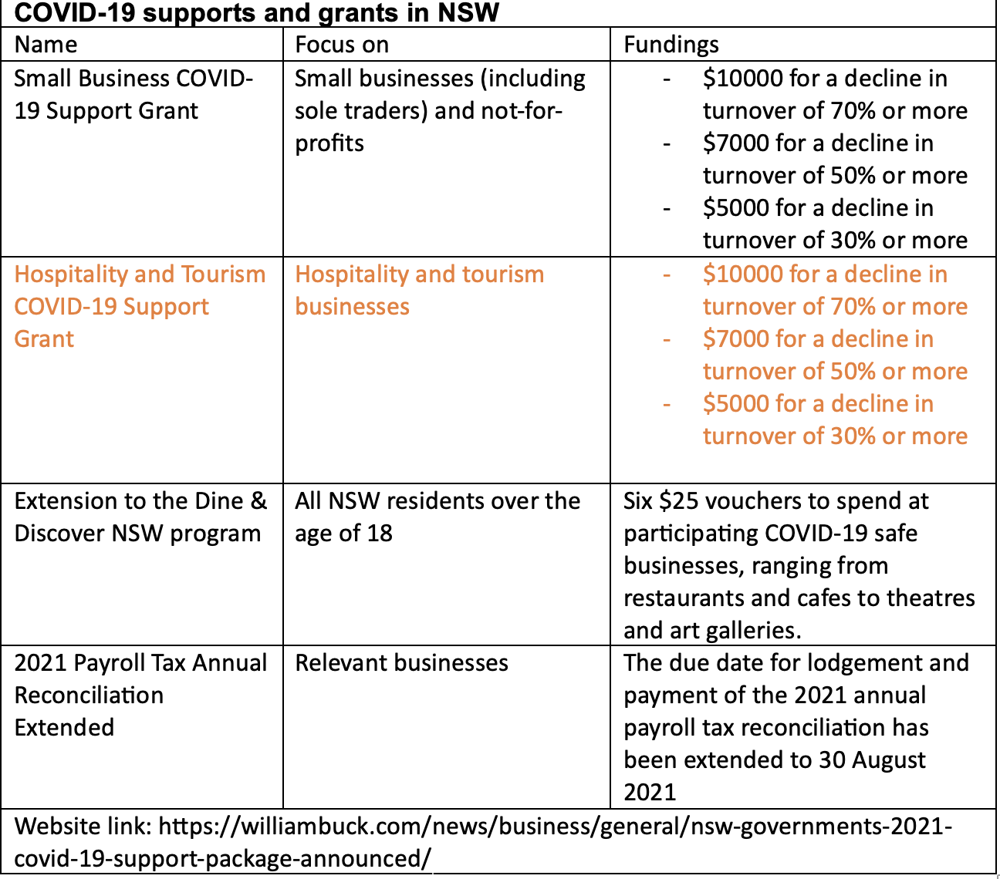 COVID-19 supports and grants in NSW
Name
Focus on
Fundings
Small Business COVID-
19 Support Grant
Small businesses (including
sole traders) and not-for-
profits
- $10000 for a decline in
turnover of 70% or more
- $7000 for a decline in
turnover of 50% or more
- $5000 for a decline in
turnover of 30% or more
Hospitality and Tourism
COVID-19 Support
Grant
Hospitality and tourism
businesses
- $10000 for a decline in
turnover of 70% or more
- $7000 for a decline in
turnover of 50% or more
- $5000 for a decline in
turnover of 30% or more
Extension to the Dine &
Discover NSW program
All NSW residents over the
age of 18
Six $25 vouchers to spend at
participating COVID-19 safe
businesses, ranging from
restaurants and cafes to theatres
and art galleries.
2021 Payroll Tax Annual
Reconciliation
Extended
Relevant businesses
The due date for lodgement and
payment of the 2021 annual
payroll tax reconciliation has
been extended to 30 August
2021
Website link: https://williambuck.com/news/business/general/nsw-governments-2021-
covid-19-support-package-announced/